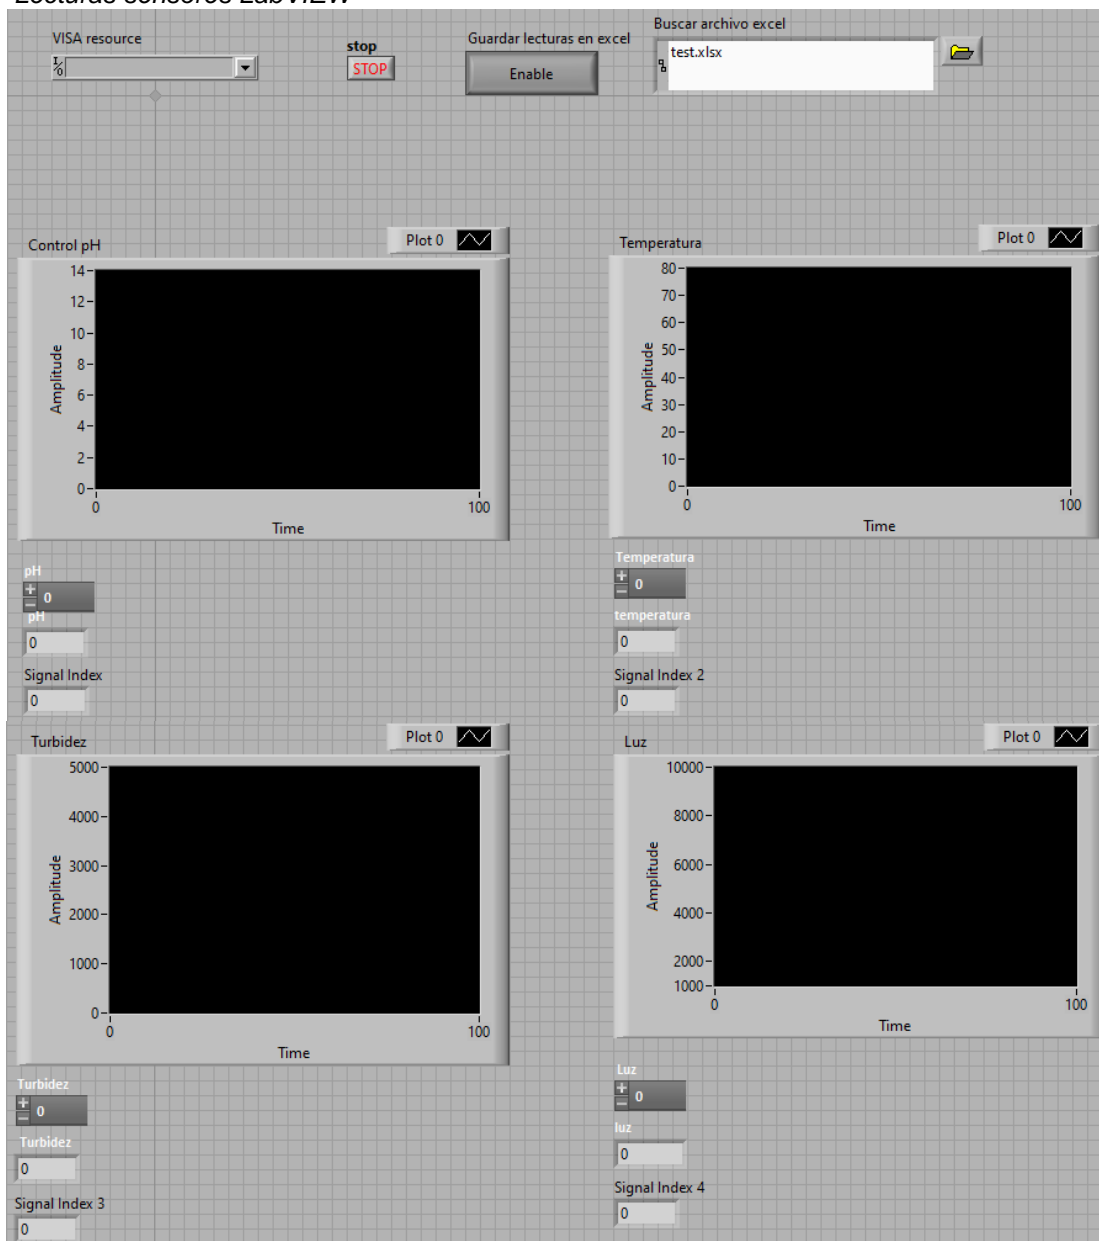 Lecturas sensores LabVIEW
VISA resource
stop
STOP
Guardar lecturas en excel
Enable
Buscar archivo excel
test.xlsx
Control pH
Plot 0
14
12
10
8
6
4
2
0
Amplitude
0
100
Time
Temperatura
Plot 0
80
70
60
50
40
30
20
10
0
Amplitude
0
100
Time
pH
0
pH
0
Signal Index
0
Temperatura
0
temperatura
0
Signal Index 2
0
Turbidez
Plot 0
5000
4000
3000
2000
1000
0
Amplitude
0
100
Time
Luz
Plot 0
10000
8000
6000
4000
2000
1000
Amplitude
0
100
Time
Turbidez
0
Turbidez
0
Signal Index 3
0
Luz
0
luz
0
Signal Index 4
0